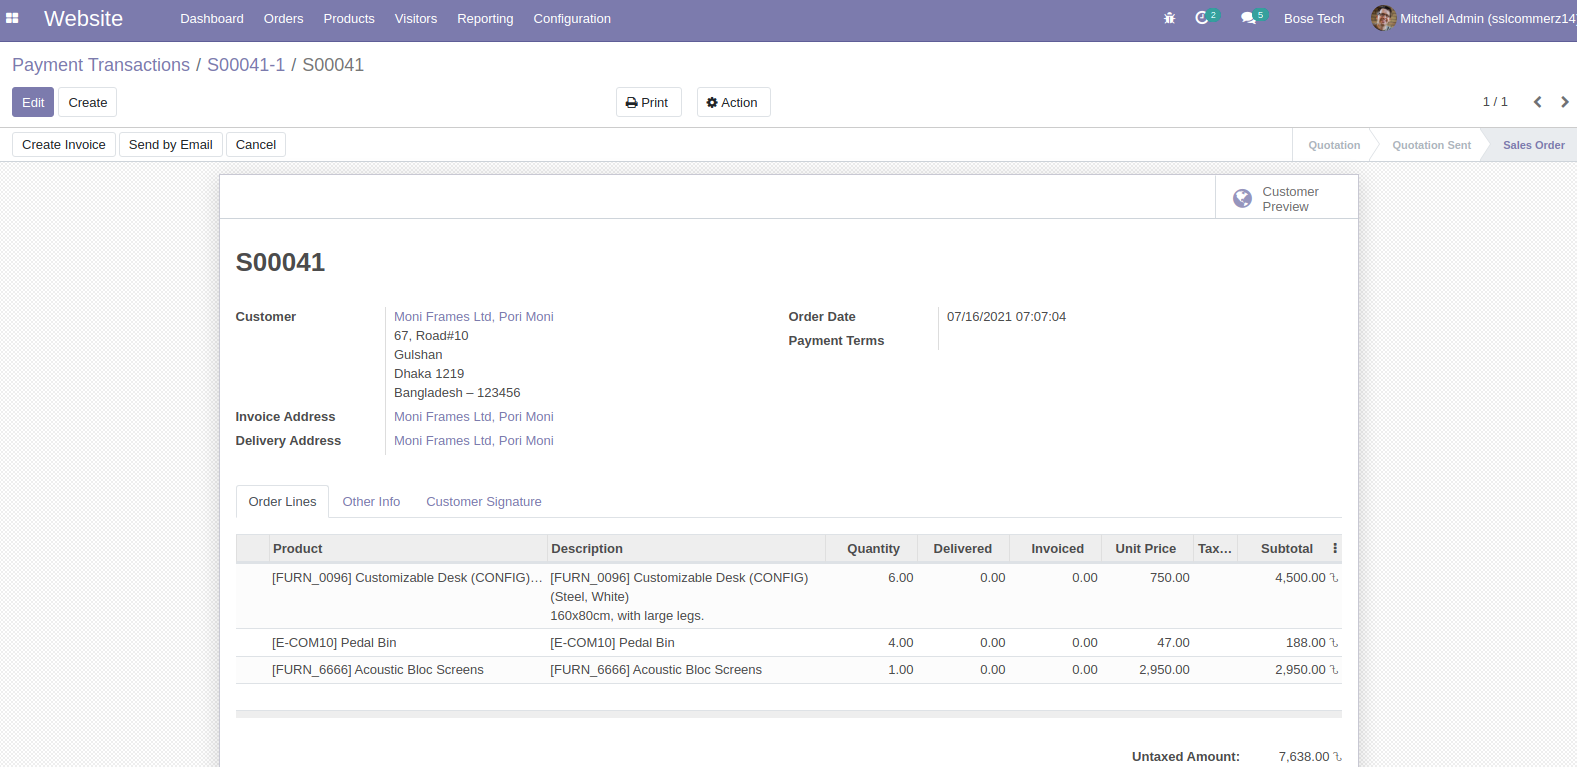 Website Dashboard Orders Products Visitors Reporting Configuration 2 5 Bose Tech Mitchell Admin (sslcommerz14)
Payment Transactions / S00041-1 / S00041
Edit Create Print Action 1 / 1
Create Invoice Send by Email Cancel Quotation Quotation Sent Sales Order
Customer
Preview
S00041
Customer Moni Frames Ltd, Pori Moni Order Date 07/16/2021 07:07:04
67, Road#10
Payment Terms
Gulshan
Dhaka 1219
Bangladesh – 123456
Invoice Address Moni Frames Ltd, Pori Moni
Delivery Address Moni Frames Ltd, Pori Moni
Order Lines Other Info Customer Signature
Product Description Quantity Delivered Invoiced Unit Price Tax... Subtotal
[FURN_0096] Customizable Desk (CONFIG)... [FURN_0096] Customizable Desk (CONFIG) 6.00 0.00 0.00 750.00 4,500.00 ৳
(Steel, White)
160x80cm, with large legs.
[E-COM10] Pedal Bin [E-COM10] Pedal Bin 4.00 0.00 0.00 47.00 188.00 ৳
[FURN_6666] Acoustic Bloc Screens [FURN_6666] Acoustic Bloc Screens 1.00 0.00 0.00 2,950.00 2,950.00 ৳
Untaxed Amount: 7,638.00 ৳